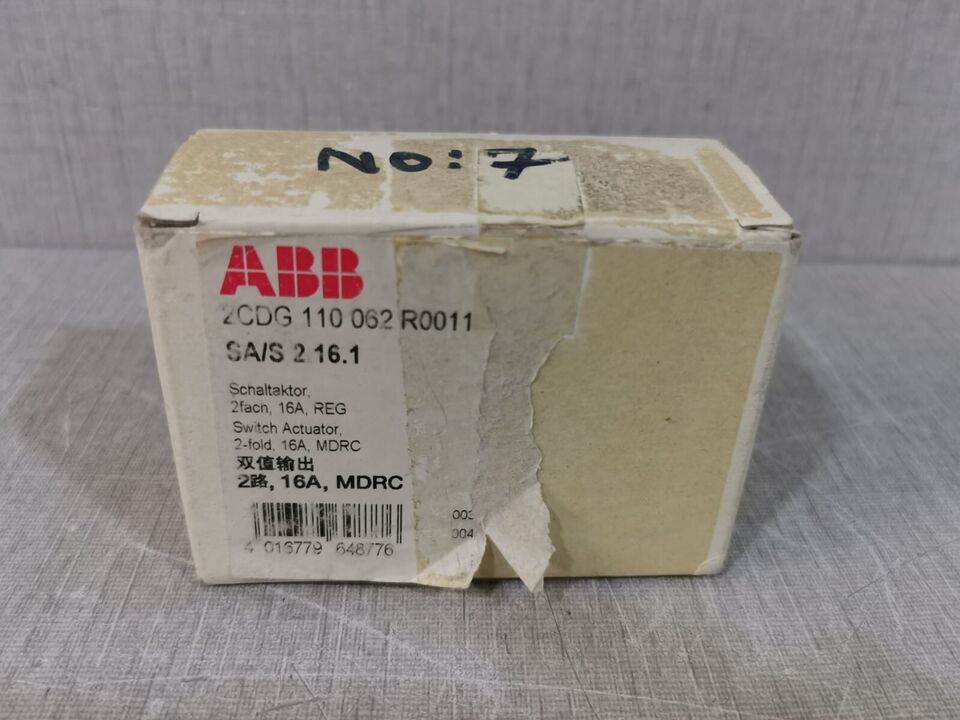 NO:7
ABB
2CDG 110 062 R0011
SA/S 2.16.1
Schaltaktor,
2fach, 16A, REG
Switch Actuator,
2-fold, 16A, MDRC
双值输出
2路, 16A, MDRC
003
004
4 016779 648776